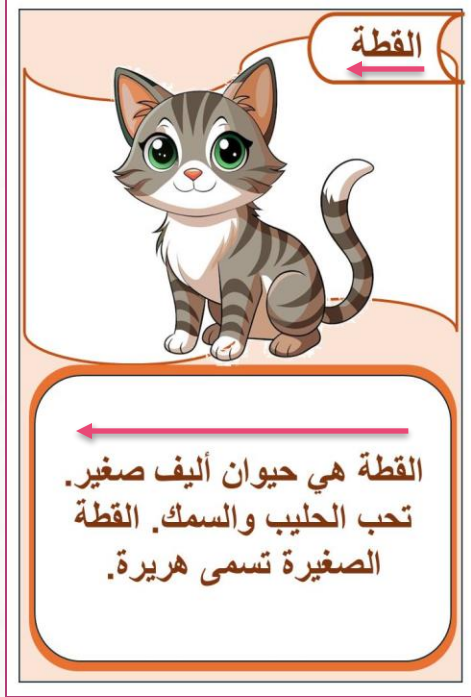 القطة
القطة هي حيوان أليف صغير.
تحب الحليب والسمك. القطة
الصغيرة تسمى هريرة.